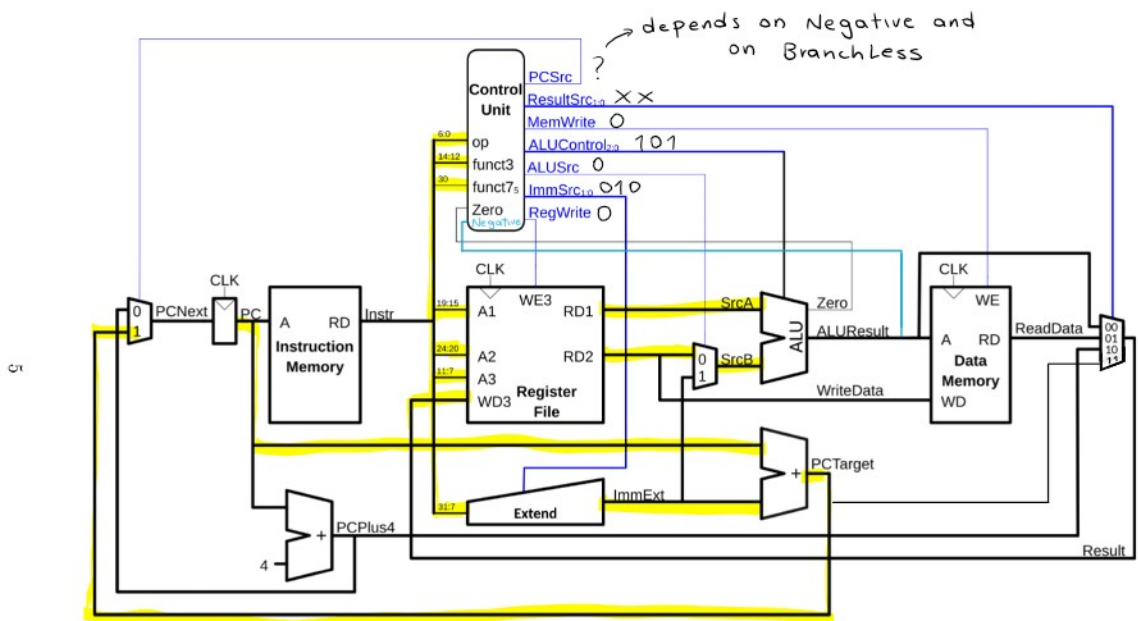 depends on Negative and
on BranchLess
?
PCSrc
Control
Unit
ResultSrc1:0 XX
MemWrite 0
ALUControl2:0 101
ALUSrc 0
ImmSrc1:0 010
RegWrite 0
6:0
op
14:12
funct3
30
funct75
Zero
Negative
CLK
CLK
CLK
0
1
PCNext
PC
A
RD
Instruction
Memory
Instr
19:15
A1
WE3
RD1
24:20
A2
RD2
11:7
A3
WD3
Register
File
SrcA
0
1
SrcB
ALU
Zero
ALUResult
WriteData
WE
A
RD
Data
Memory
WD
ReadData
00
01
10
11
5
+
PCTarget
31:7
Extend
ImmExt
+
PCPlus4
4
Result